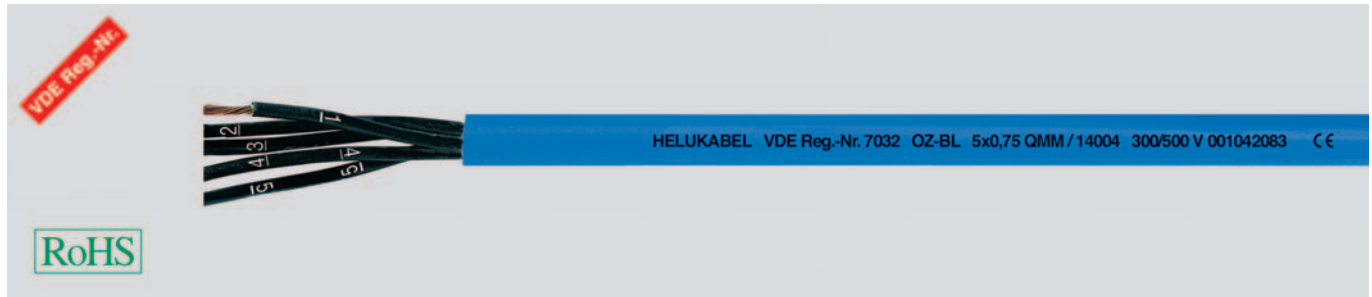 VDE Reg.-Nr.
1
2
3
4
4
5
5
HELUKABEL VDE Reg.-Nr. 7032 OZ-BL 5x0,75 QMM / 14004 300/500 V 001042083 CE
RoHS